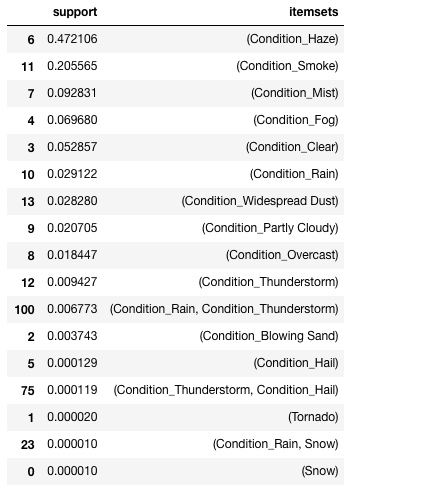 support itemsets
6 0.472106 (Condition_Haze)
11 0.205565 (Condition_Smoke)
7 0.092831 (Condition_Mist)
4 0.069680 (Condition_Fog)
3 0.052857 (Condition_Clear)
10 0.029122 (Condition_Rain)
13 0.028280 (Condition_Widespread Dust)
9 0.020705 (Condition_Partly Cloudy)
8 0.018447 (Condition_Overcast)
12 0.009427 (Condition_Thunderstorm)
100 0.006773 (Condition_Rain, Condition_Thunderstorm)
2 0.003743 (Condition_Blowing Sand)
5 0.000129 (Condition_Hail)
75 0.000119 (Condition_Thunderstorm, Condition_Hail)
1 0.000020 (Tornado)
23 0.000010 (Condition_Rain, Snow)
0 0.000010 (Snow)